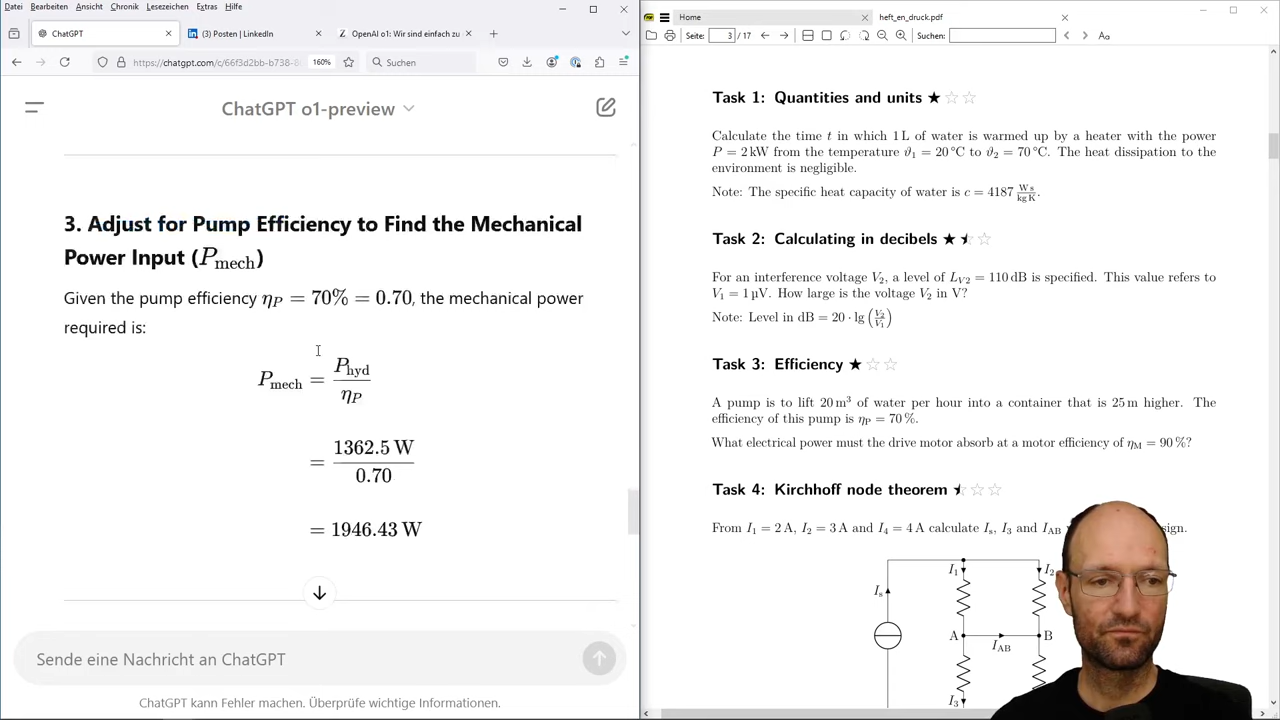 Datei Bearbeiten Ansicht Chronik Lesezeichen Extras Hilfe
ChatGPT
(3) Posten | LinkedIn
OpenAI o1: Wir sind einfach zu
https://chatgpt.com/c/66f3d2bb-b738-8
160%
Suchen
ChatGPT o1-preview
3. Adjust for Pump Efficiency to Find the Mechanical
Power Input (P_mech)
Given the pump efficiency η_P = 70% = 0.70, the mechanical power
required is:
P_mech = P_hyd / η_P
= 1362.5 W / 0.70
= 1946.43 W
Sende eine Nachricht an ChatGPT
ChatGPT kann Fehler machen. Überprüfe wichtige Informationen.
Home
heft_en_druck.pdf
Seite: 3 / 17
Suchen:
Aa
Task 1: Quantities and units ★☆☆
Calculate the time t in which 1 L of water is warmed up by a heater with the power
P = 2 kW from the temperature ϑ₁ = 20 °C to ϑ₂ = 70 °C. The heat dissipation to the
environment is negligible.
Note: The specific heat capacity of water is c = 4187 W s / kg K.
Task 2: Calculating in decibels
For an interference voltage V₂, a level of L_V2 = 110 dB is specified. This value refers to
V₁ = 1 µV. How large is the voltage V₂ in V?
Note: Level in dB = 20 · lg (V₂/V₁)
Task 3: Efficiency ★☆☆
A pump is to lift 20 m³ of water per hour into a container that is 25 m higher. The
efficiency of this pump is η_P = 70 %.
What electrical power must the drive motor absorb at a motor efficiency of η_M = 90 %?
Task 4: Kirchhoff node theorem
From I₁ = 2 A, I₂ = 3 A and I₄ = 4 A calculate I_s, I₃ and I_AB
I₁
I₂
I_s
A
B
I_AB
I₃